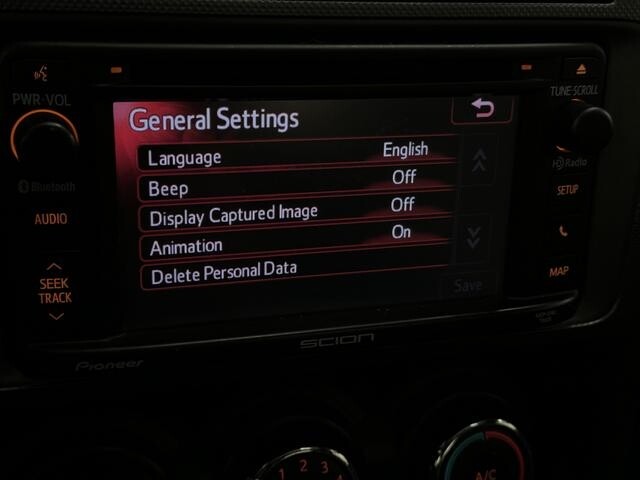 PWR·VOL
TUNE·SCROLL
General Settings
Language English
Beep Off
Display Captured Image Off
Animation On
Delete Personal Data
Save
Bluetooth
AUDIO
SEEK
TRACK
HD Radio
SETUP
MAP
SCION
Pioneer
1 2 3 4
A/C